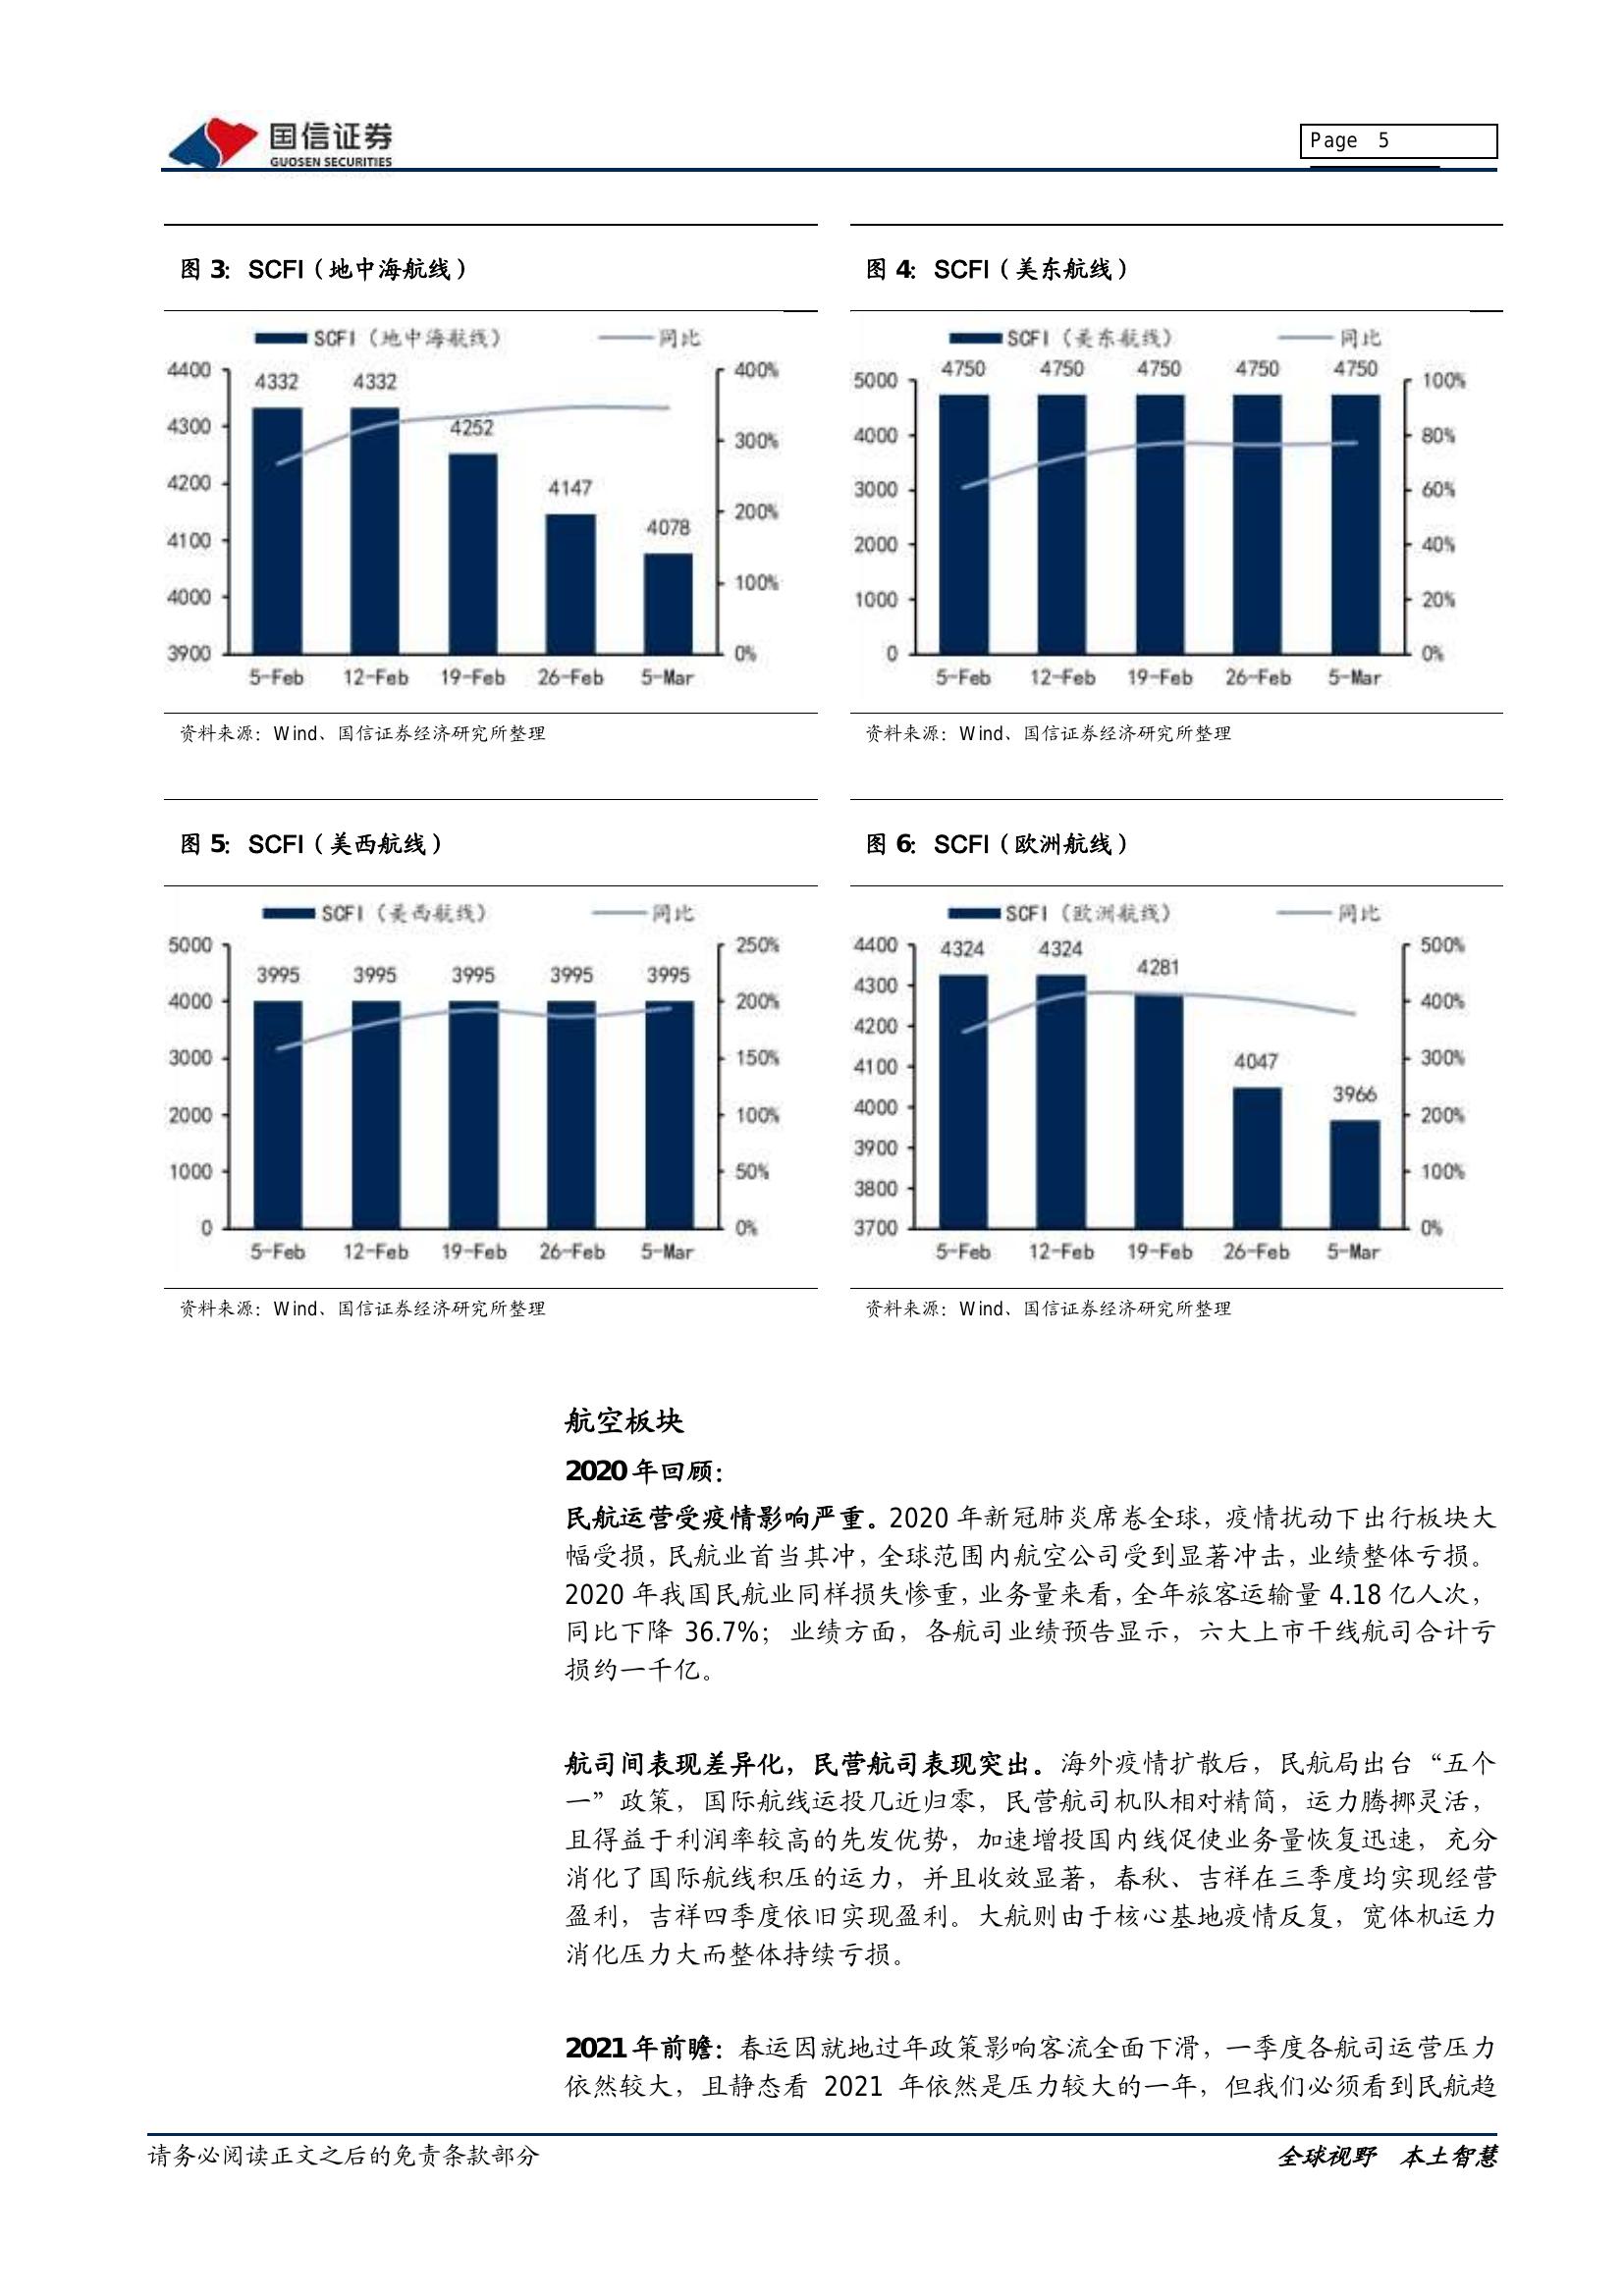 国信证券
GUOSEN SECURITIES
Page 5
图 3：SCFI（地中海航线）
SCFI（地中海航线） 同比
4400
4300
4200
4100
4000
3900
4332 4332 4252 4147 4078
400%
300%
200%
100%
0%
5-Feb 12-Feb 19-Feb 26-Feb 5-Mar
资料来源：Wind、国信证券经济研究所整理
图 4：SCFI（美东航线）
SCFI（美东航线） 同比
5000
4000
3000
2000
1000
0
4750 4750 4750 4750 4750
100%
80%
60%
40%
20%
0%
5-Feb 12-Feb 19-Feb 26-Feb 5-Mar
资料来源：Wind、国信证券经济研究所整理
图 5：SCFI（美西航线）
SCFI（美西航线） 同比
5000
4000
3000
2000
1000
0
3995 3995 3995 3995 3995
250%
200%
150%
100%
50%
0%
5-Feb 12-Feb 19-Feb 26-Feb 5-Mar
资料来源：Wind、国信证券经济研究所整理
图 6：SCFI（欧洲航线）
SCFI（欧洲航线） 同比
4400
4300
4200
4100
4000
3900
3800
3700
4324 4324 4281 4047 3966
500%
400%
300%
200%
100%
0%
5-Feb 12-Feb 19-Feb 26-Feb 5-Mar
资料来源：Wind、国信证券经济研究所整理
航空板块
2020 年回顾：
民航运营受疫情影响严重。2020 年新冠肺炎席卷全球，疫情扰动下出行板块大
幅受损，民航业首当其冲，全球范围内航空公司受到显著冲击，业绩整体亏损。
2020 年我国民航业同样损失惨重，业务量来看，全年旅客运输量 4.18 亿人次，
同比下降 36.7%；业绩方面，各航司业绩预告显示，六大上市干线航司合计亏
损约一千亿。
航司间表现差异化，民营航司表现突出。海外疫情扩散后，民航局出台“五个
一”政策，国际航线运投几近归零，民营航司机队相对精简，运力腾挪灵活，
且得益于利润率较高的先发优势，加速增投国内线促使业务量恢复迅速，充分
消化了国际航线积压的运力，并且收效显著，春秋、吉祥在三季度均实现经营
盈利，吉祥四季度依旧实现盈利。大航则由于核心基地疫情反复，宽体机运力
消化压力大而整体持续亏损。
2021 年前瞻：春运因就地过年政策影响客流全面下滑，一季度各航司运营压力
依然较大，且静态看 2021 年依然是压力较大的一年，但我们必须看到民航趋
请务必阅读正文之后的免责条款部分
全球视野 本土智慧